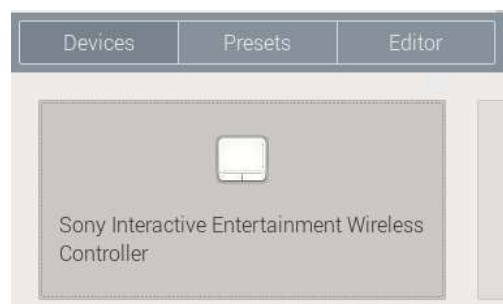 Devices Presets Editor
Sony Interactive Entertainment Wireless
Controller